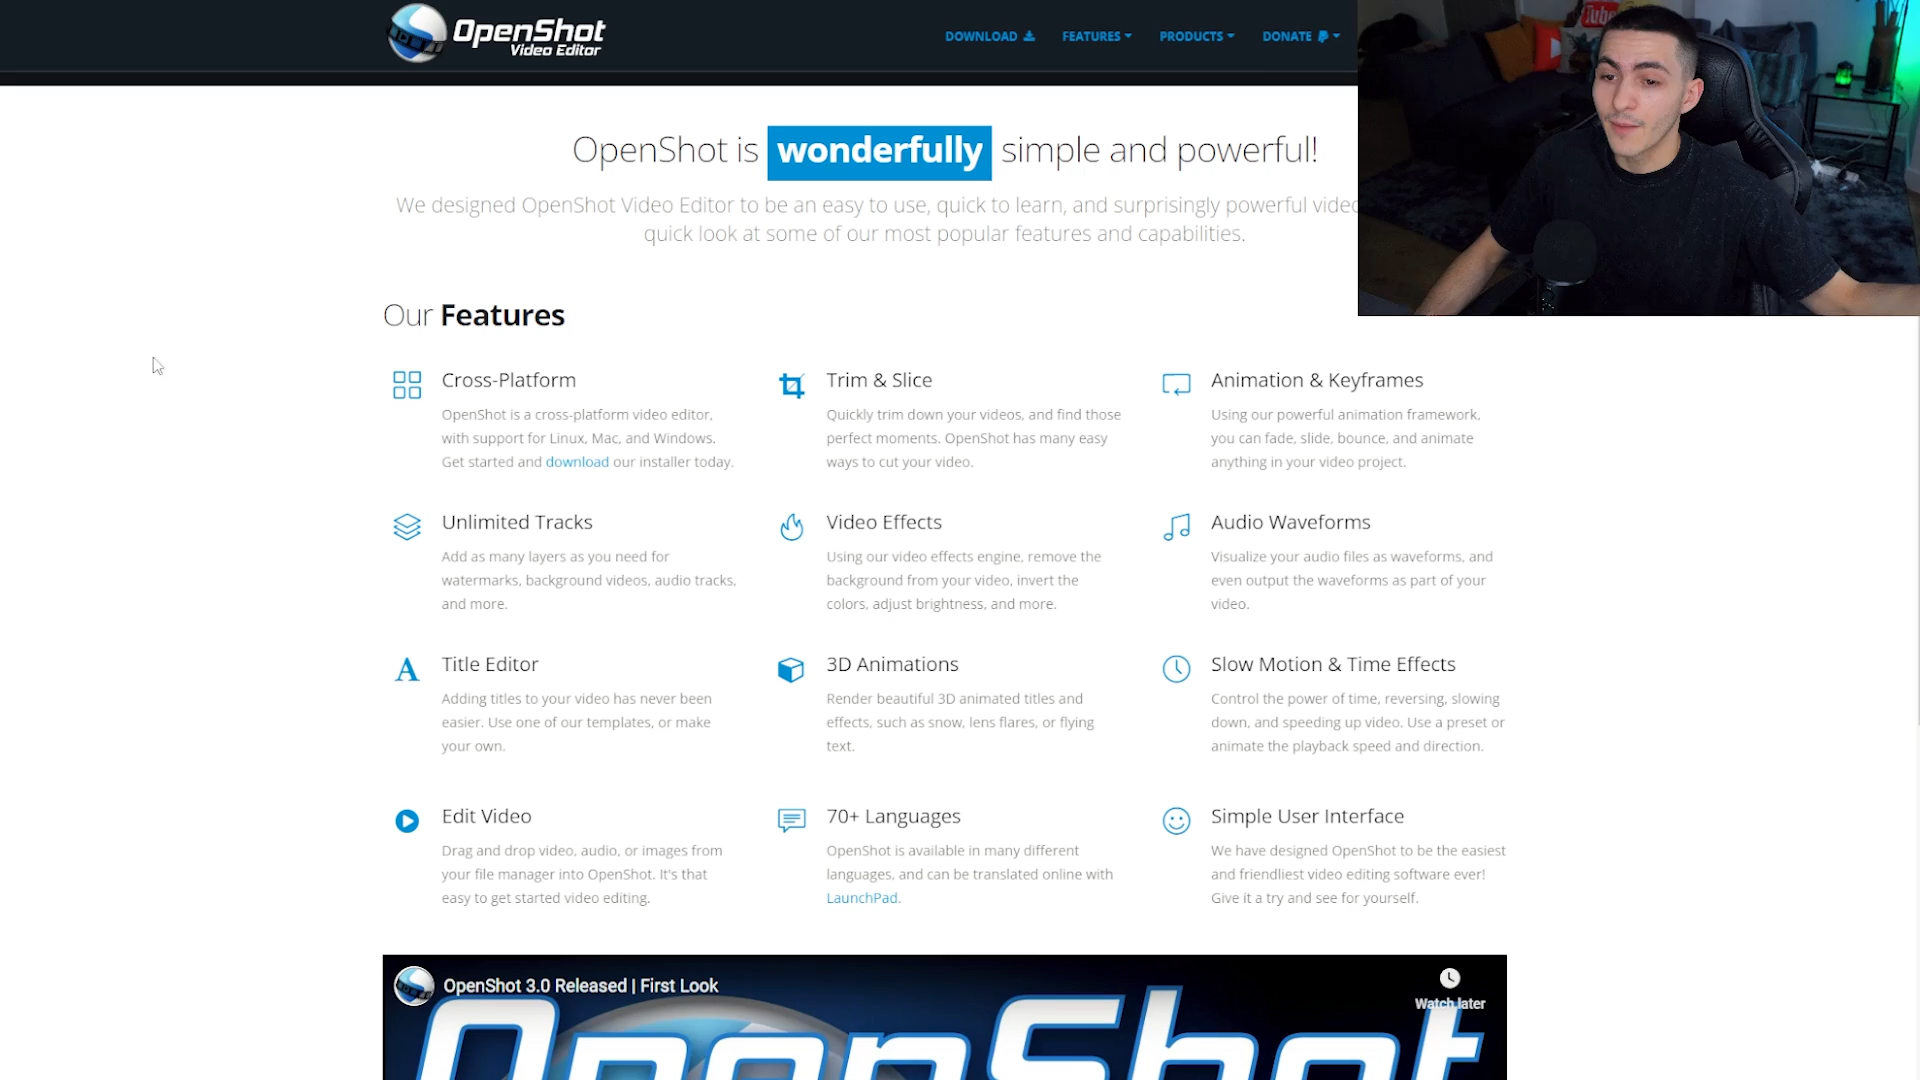 OpenShot
Video Editor
DOWNLOAD
FEATURES
PRODUCTS
DONATE
Tube
OpenShot is wonderfully simple and powerful!
We designed OpenShot Video Editor to be an easy to use, quick to learn, and surprisingly powerful video
quick look at some of our most popular features and capabilities.
Our Features
Cross-Platform
OpenShot is a cross-platform video editor,
with support for Linux, Mac, and Windows.
Get started and download our installer today.
Trim & Slice
Quickly trim down your videos, and find those
perfect moments. OpenShot has many easy
ways to cut your video.
Animation & Keyframes
Using our powerful animation framework,
you can fade, slide, bounce, and animate
anything in your video project.
Unlimited Tracks
Add as many layers as you need for
watermarks, background videos, audio tracks,
and more.
Video Effects
Using our video effects engine, remove the
background from your video, invert the
colors, adjust brightness, and more.
Audio Waveforms
Visualize your audio files as waveforms, and
even output the waveforms as part of your
video.
Title Editor
Adding titles to your video has never been
easier. Use one of our templates, or make
your own.
3D Animations
Render beautiful 3D animated titles and
effects, such as snow, lens flares, or flying
text.
Slow Motion & Time Effects
Control the power of time, reversing, slowing
down, and speeding up video. Use a preset or
animate the playback speed and direction.
Edit Video
Drag and drop video, audio, or images from
your file manager into OpenShot. It's that
easy to get started video editing.
70+ Languages
OpenShot is available in many different
languages, and can be translated online with
LaunchPad.
Simple User Interface
We have designed OpenShot to be the easiest
and friendliest video editing software ever!
Give it a try and see for yourself.
OpenShot 3.0 Released | First Look
Watch later
OpenShot